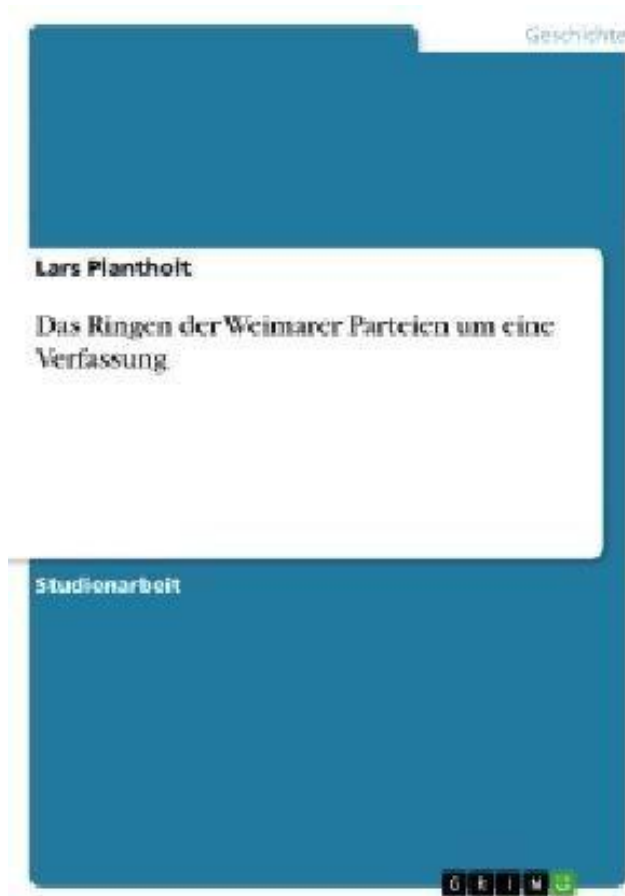 Geschichte
Lars Plantholt
Das Ringen der Weimarer Parteien um eine
Verfassung
Studienarbeit
GRIN